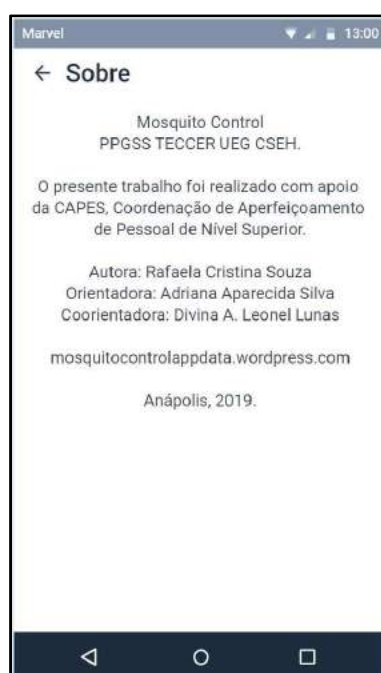 Marvel 13:00
Sobre
Mosquito Control
PPGSS TECCER UEG CSEH.
O presente trabalho foi realizado com apoio
da CAPES, Coordenação de Aperfeiçoamento
de Pessoal de Nível Superior.
Autora: Rafaela Cristina Souza
Orientadora: Adriana Aparecida Silva
Coorientadora: Divina A. Leonel Lunas
mosquitocontrolappdata.wordpress.com
Anápolis, 2019.